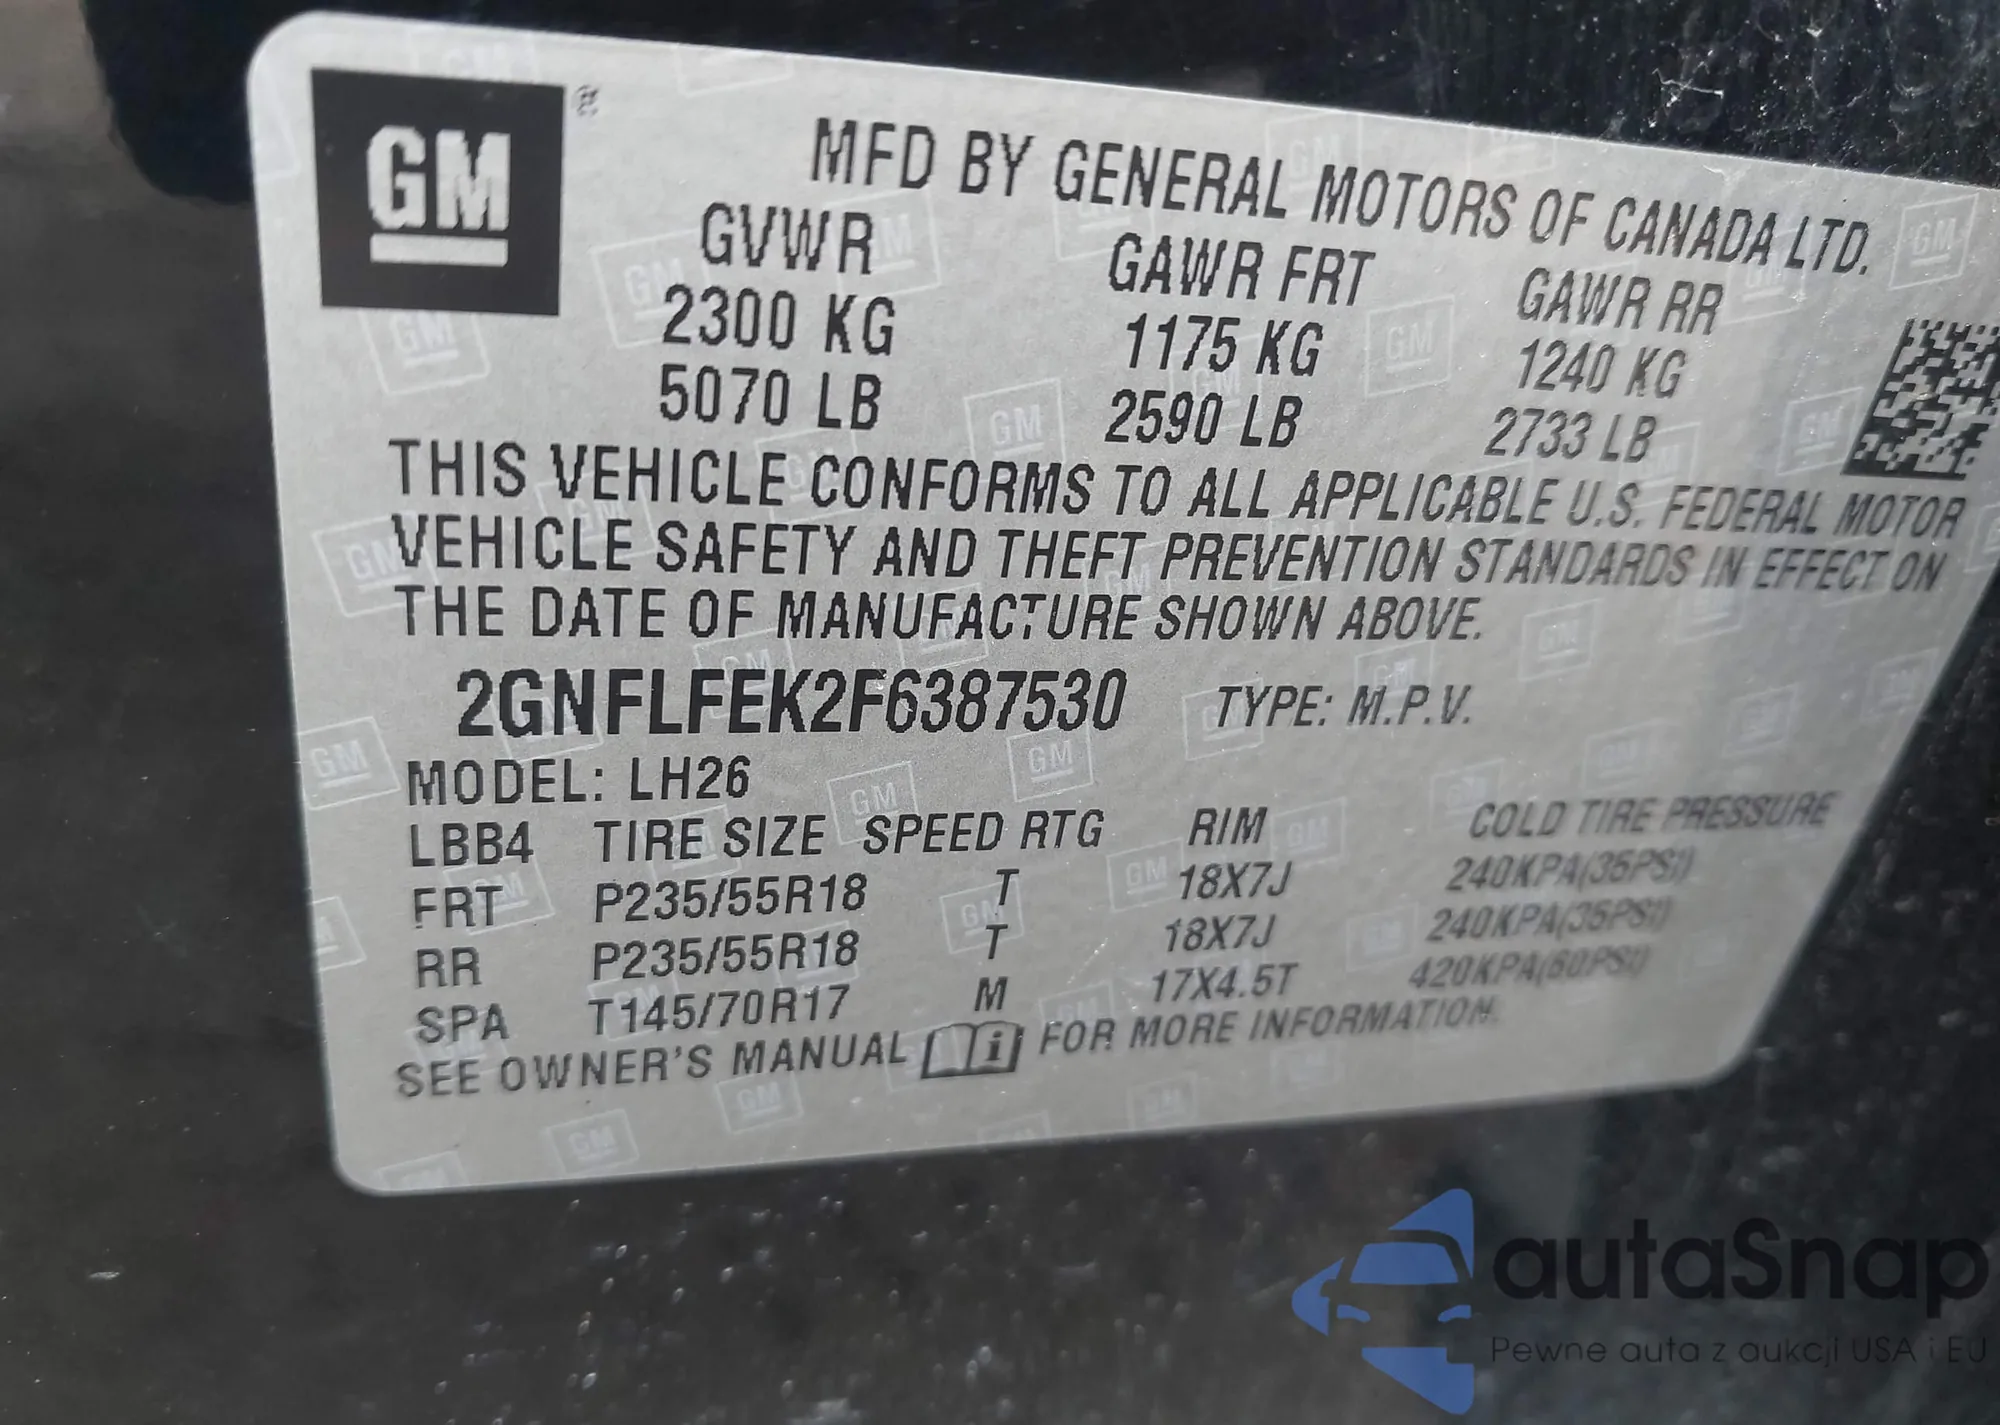 GM ®
MFD BY GENERAL MOTORS OF CANADA LTD.
GVWR GAWR FRT GAWR RR
2300 KG 1175 KG 1240 KG
5070 LB 2590 LB 2733 LB
THIS VEHICLE CONFORMS TO ALL APPLICABLE U.S. FEDERAL MOTOR
VEHICLE SAFETY AND THEFT PREVENTION STANDARDS IN EFFECT ON
THE DATE OF MANUFACTURE SHOWN ABOVE.
2GNFLFEK2F6387530 TYPE: M.P.V.
MODEL: LH26
LBB4 TIRE SIZE SPEED RTG RIM COLD TIRE PRESSURE
FRT P235/55R18 T 18X7J 240KPA(35PSI)
RR P235/55R18 T 18X7J 240KPA(35PSI)
SPA T145/70R17 M 17X4.5T 420KPA(60PSI)
SEE OWNER'S MANUAL i FOR MORE INFORMATION.
autaSnap
Pewne auta z aukcji USA i EU